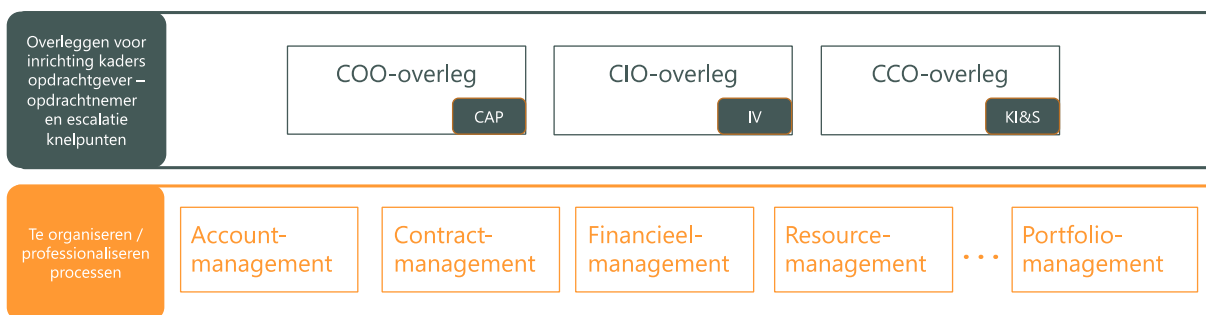 Overleggen voor
inrichting kaders
opdrachtgever –
opdrachtnemer
en escalatie
knelpunten
COO-overleg
CAP
CIO-overleg
IV
CCO-overleg
KI&S
Te organiseren /
professionaliseren
processen
Account-
management
Contract-
management
Financieel-
management
Resource-
management
...
Portfolio-
management